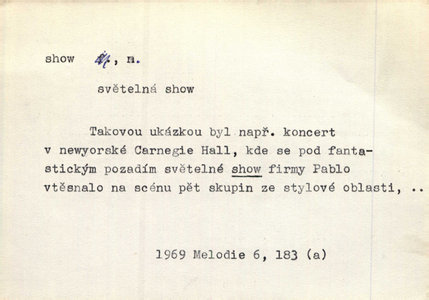 show ž., n.
světelná show
Takovou ukázkou byl např. koncert
v newyorské Carnegie Hall, kde se pod fanta-
stickým pozadím světelné show firmy Pablo
vtěsnalo na scénu pět skupin ze stylové oblasti, ..
1969 Melodie 6, 183 (a)